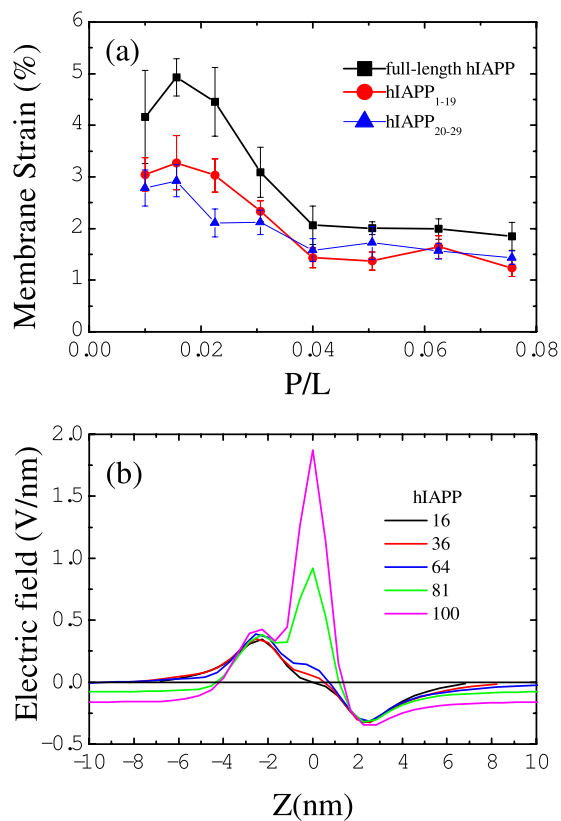 (a)
full-length hIAPP
hIAPP1-19
hIAPP20-29
Membrane Strain (%)
6
5
4
3
2
1
0
0.00 0.02 0.04 0.06 0.08
P/L
(b)
hIAPP
16
36
64
81
100
Electric field (V/nm)
2.0
1.5
1.0
0.5
0.0
-0.5
-10 -8 -6 -4 -2 0 2 4 6 8 10
Z(nm)